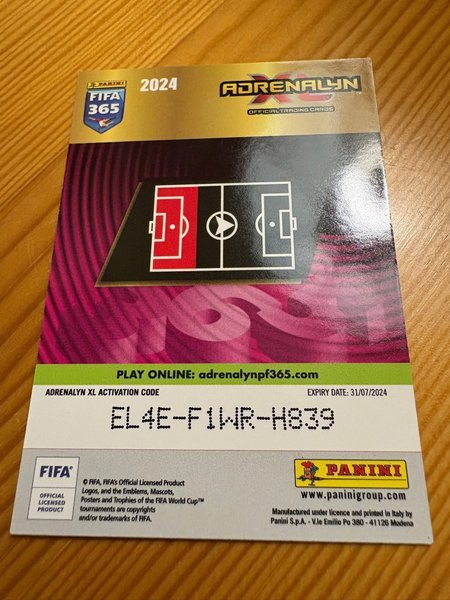 PANINI
FIFA
365
2024
ADRENALYN
XL
OFFICIAL TRADING CARDS
PLAY ONLINE: adrenalynpf365.com
ADRENALYN XL ACTIVATION CODE
EXPIRY DATE: 31/07/2024
EL4E-F1WR-H839
FIFA®
OFFICIAL
LICENSED
PRODUCT
© FIFA, FIFA's Official Licensed Product
Logos, and the Emblems, Mascots,
Posters and Trophies of the FIFA World Cup™
tournaments are copyrights
and/or trademarks of FIFA.
PANINI
www.paninigroup.com
Manufactured under licence and printed in Italy by
Panini S.p.A. - V.le Emilio Po 380 - 41126 Modena